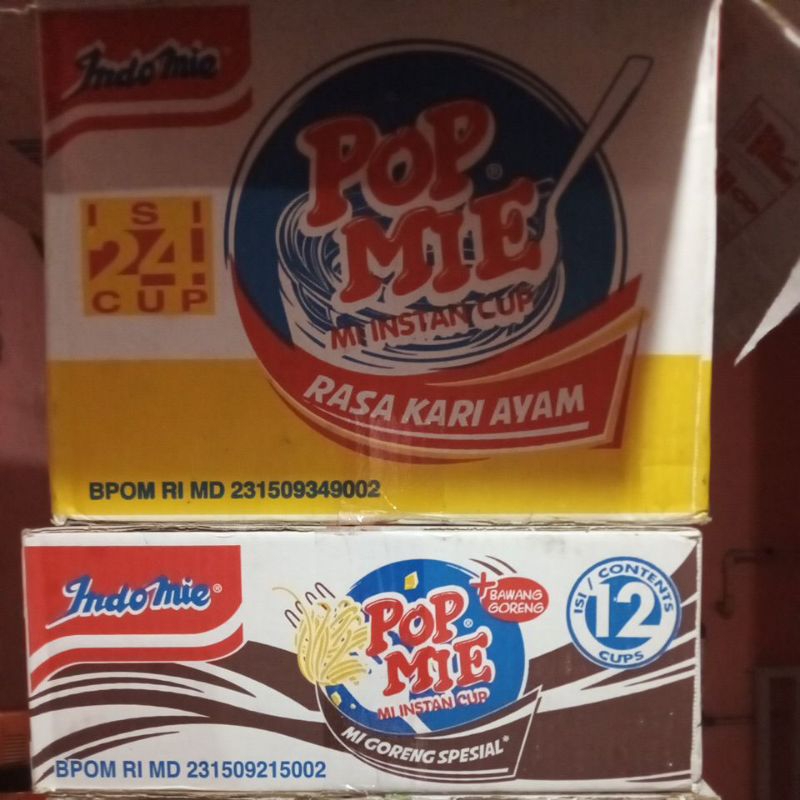 Indomie
POP
MIE®
MI INSTAN CUP
ISI
24!
CUP
RASA KARI AYAM
BPOM RI MD 231509349002
Indomie®
POP
MIE®
MI INSTAN CUP
+BAWANG
GORENG
ISI / CONTENTS
12
CUPS
MI GORENG SPESIAL*
BPOM RI MD 231509215002